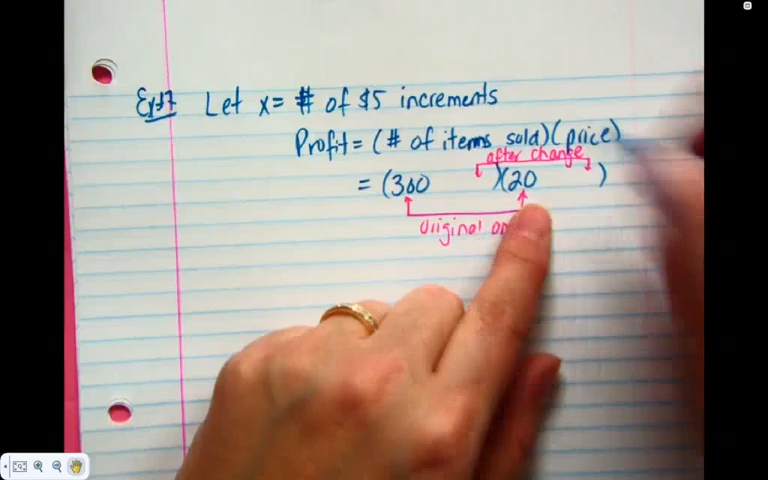 Ex#7 Let x = # of $5 increments
Profit = (# of items sold)(price)
after change
= (300 )(20 )
original